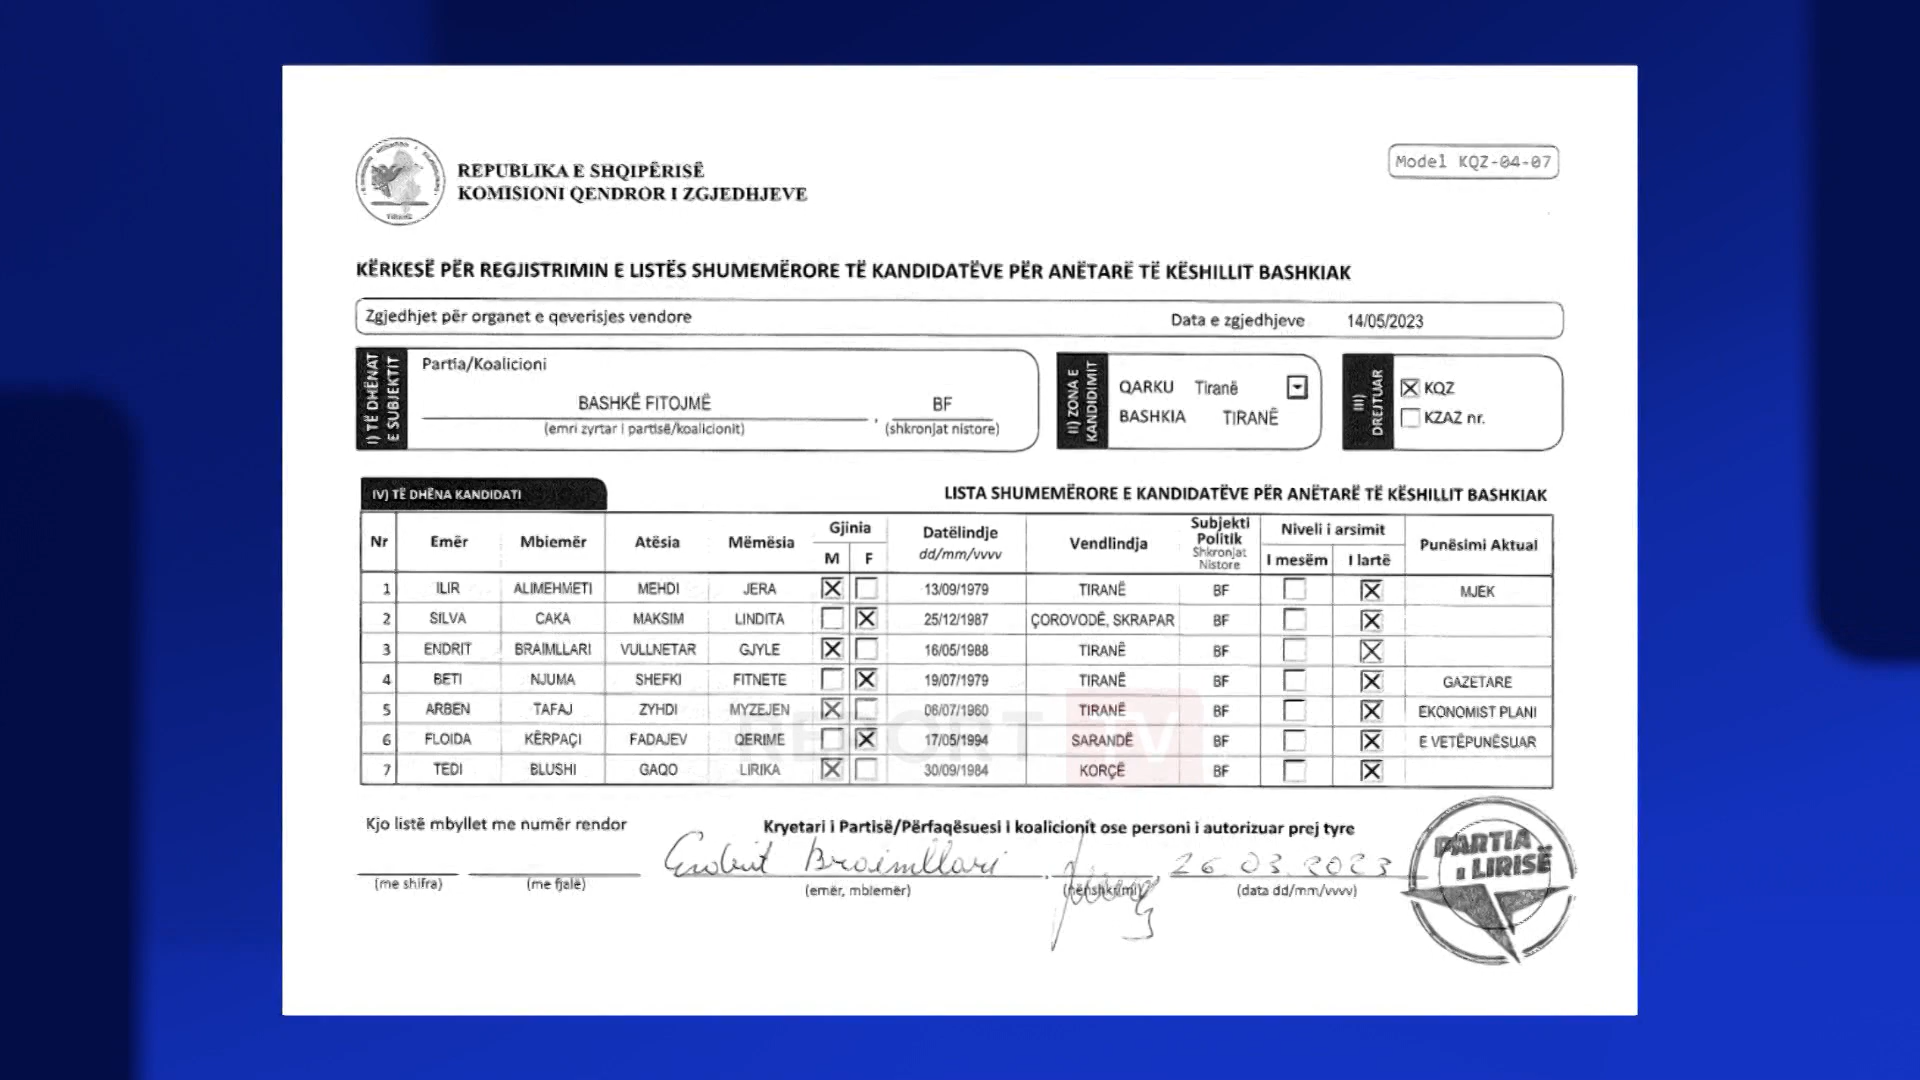 REPUBLIKA E SHQIPËRISË
KOMISIONI QENDROR I ZGJEDHJEVE
TIRANË
Model KQZ-04-07
KËRKESË PËR REGJISTRIMIN E LISTËS SHUMEMËRORE TË KANDIDATËVE PËR ANËTARË TË KËSHILLIT BASHKIAK
Zgjedhjet për organet e qeverisjes vendore Data e zgjedhjeve 14/05/2023
I) TË DHËNAT E SUBJEKTIT
Partia/Koalicioni
BASHKË FITOJMË , BF
(emri zyrtar i partisë/koalicionit) (shkronjat nistore)
II) ZONA E KANDIDIMIT
QARKU Tiranë
BASHKIA TIRANË
III) DREJTUAR
KQZ
KZAZ nr.
IV) TË DHËNA KANDIDATI LISTA SHUMEMËRORE E KANDIDATËVE PËR ANËTARË TË KËSHILLIT BASHKIAK
Nr Emër Mbiemër Atësia Mëmësia Gjinia M F Datëlindje dd/mm/vvvv Vendlindja Subjekti Politik Shkronjat Nistore Niveli i arsimit I mesëm I lartë Punësimi Aktual
1 ILIR ALIMEHMETI MEHDI JERA 13/09/1979 TIRANË BF MJEK
2 SILVA CAKA MAKSIM LINDITA 25/12/1987 ÇOROVODË, SKRAPAR BF
3 ENDRIT BRAIMLLARI VULLNETAR GJYLE 16/05/1988 TIRANË BF
4 BETI NJUMA SHEFKI FITNETE 19/07/1979 TIRANË BF GAZETARE
5 ARBEN TAFAJ ZYHDI MYZEJEN 06/07/1960 TIRANË BF EKONOMIST PLANI
6 FLOIDA KËRPAÇI FADAJEV QERIME 17/05/1994 SARANDË BF E VETËPUNËSUAR
7 TEDI BLUSHI GAQO LIRIKA 30/09/1984 KORÇË BF
REPORT TV
Kjo listë mbyllet me numër rendor Kryetari i Partisë/Përfaqësuesi i koalicionit ose personi i autorizuar prej tyre
Endrit Braimllari , 26.03.2023
(me shifra) (me fjalë) (emër, mbiemër) (nënshkrimi) (data dd/mm/vvvv)
PARTIA
e LIRISË